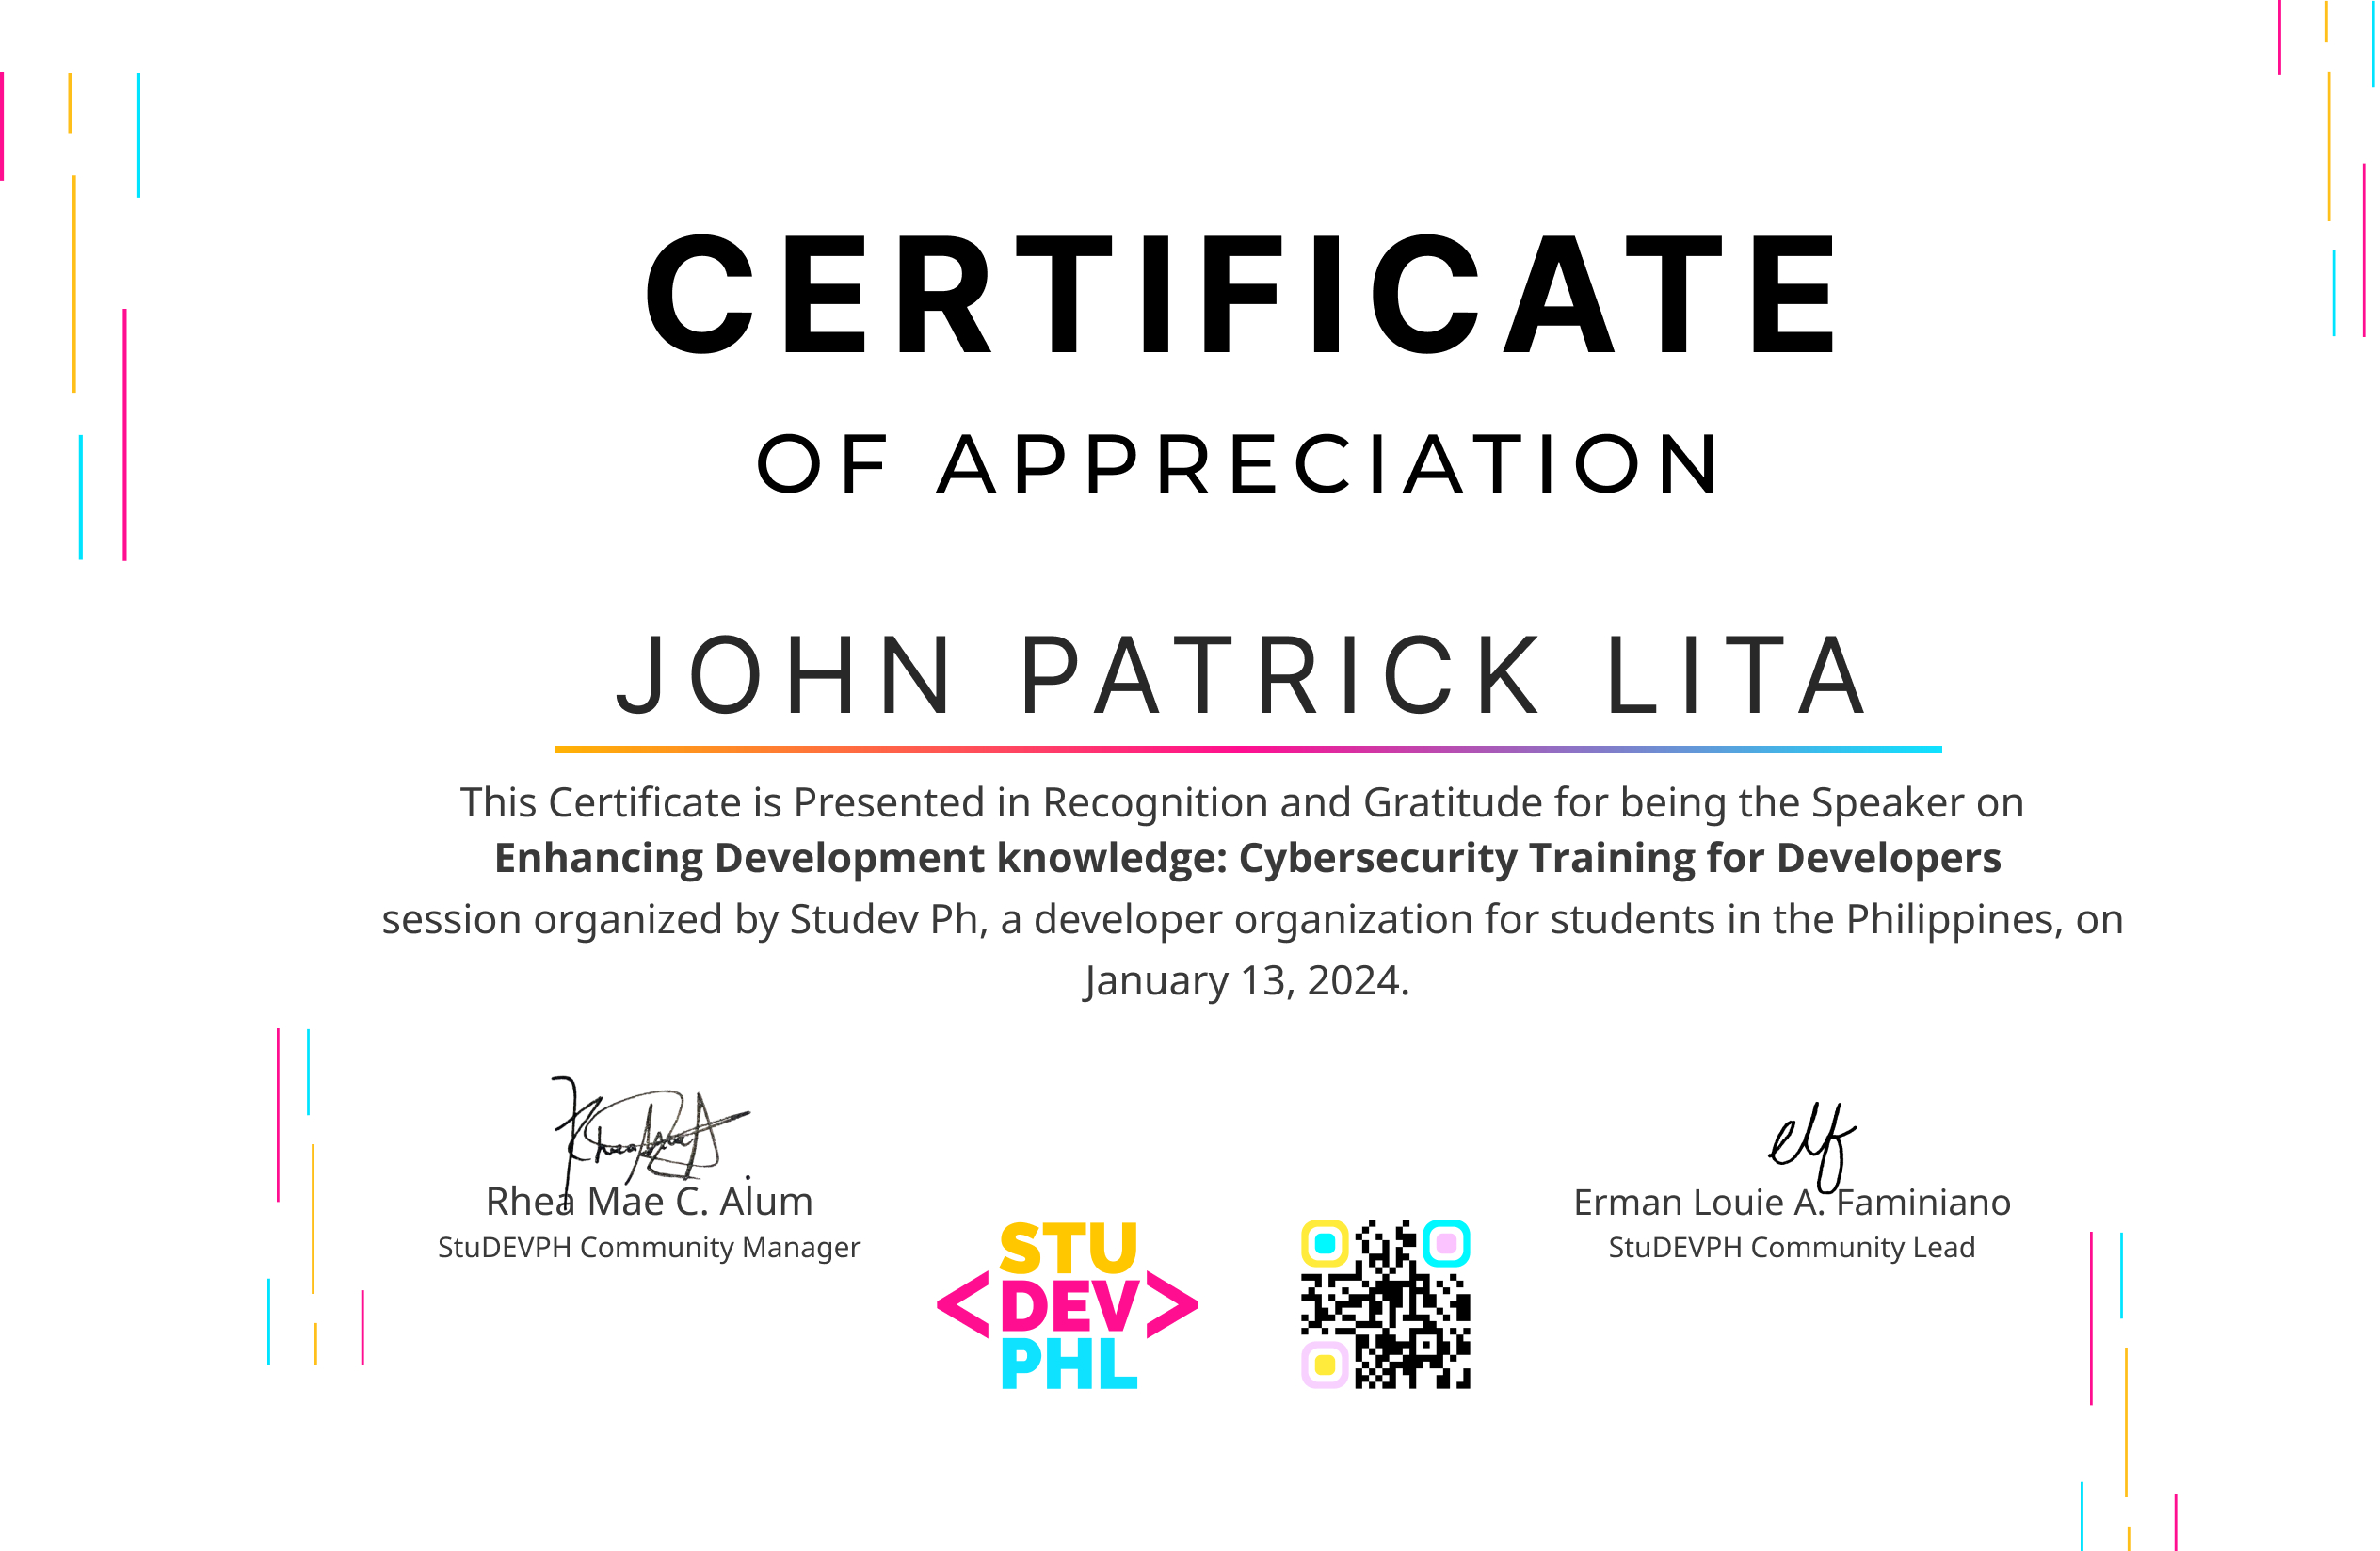 CERTIFICATE
OF APPRECIATION
JOHN PATRICK LITA
This Certificate is Presented in Recognition and Gratitude for being the Speaker on
Enhancing Development knowledge: Cybersecurity Training for Developers
session organized by Studev Ph, a developer organization for students in the Philippines, on
January 13, 2024.
Rhea Mae C. Alum
StuDEVPH Community Manager
Erman Louie A. Faminiano
StuDEVPH Community Lead
STU
<DEV>
PHL